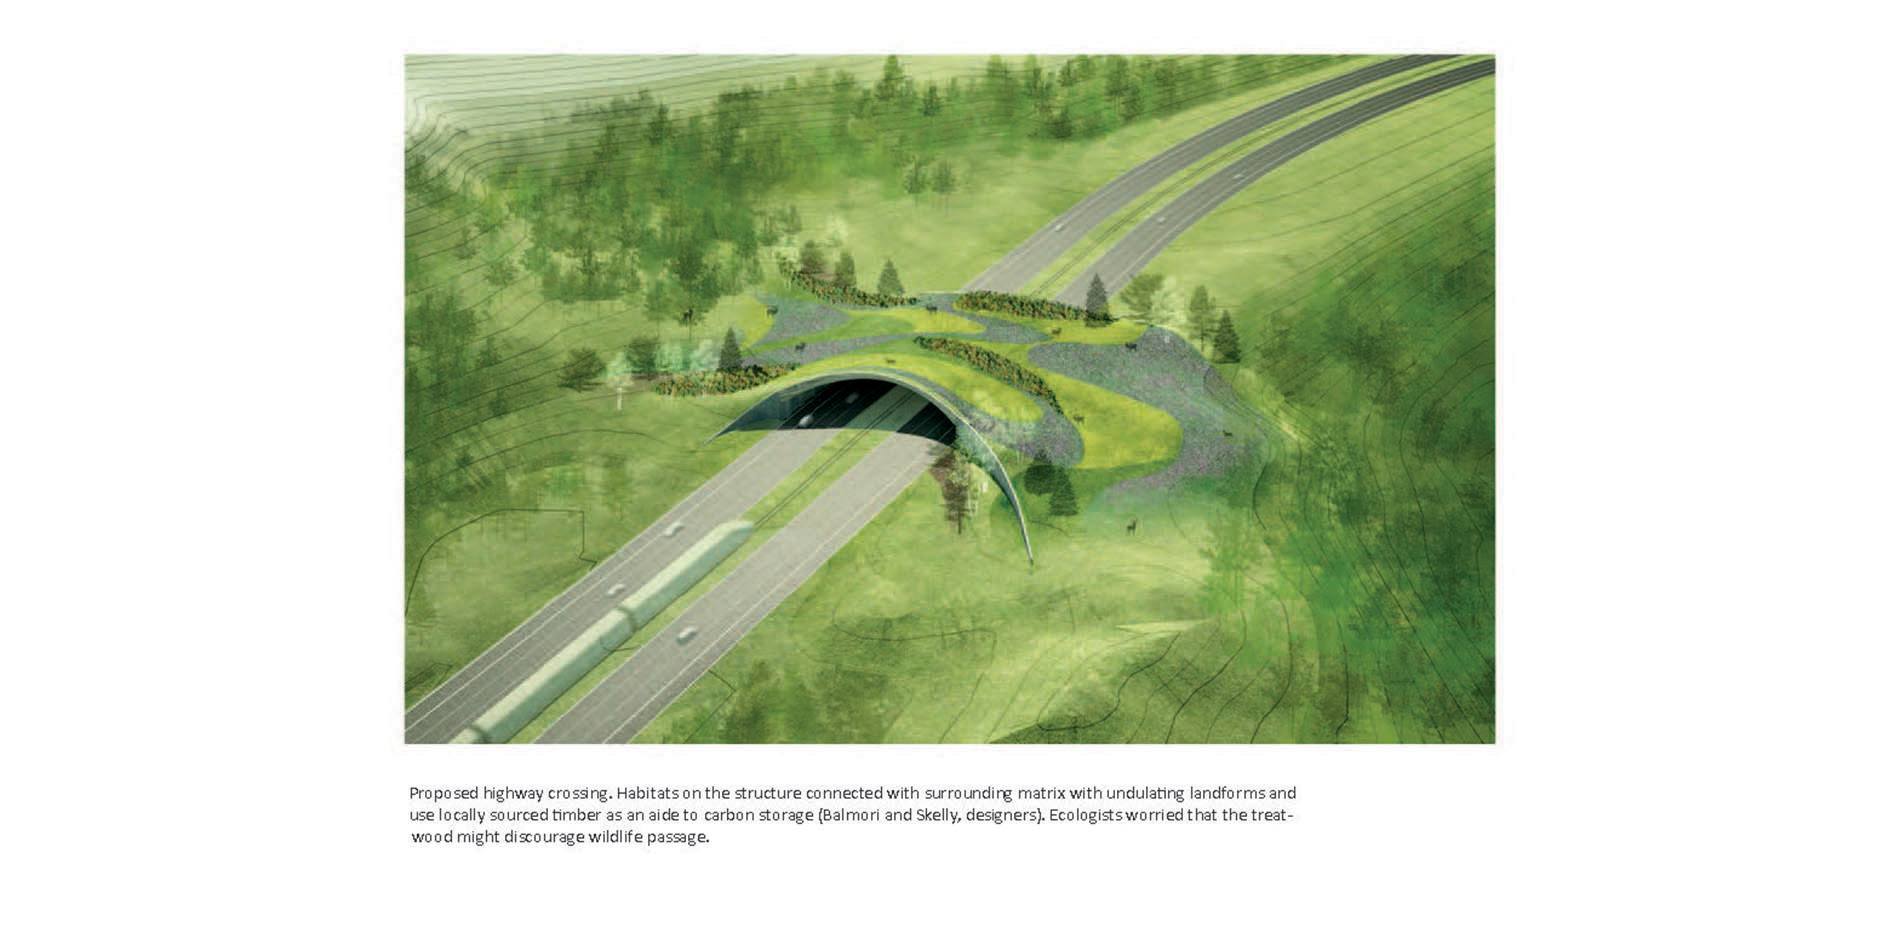 Proposed highway crossing. Habitats on the structure connected with surrounding matrix with undulating landforms and
use locally sourced timber as an aide to carbon storage (Balmori and Skelly, designers). Ecologists worried that the treat-
wood might discourage wildlife passage.